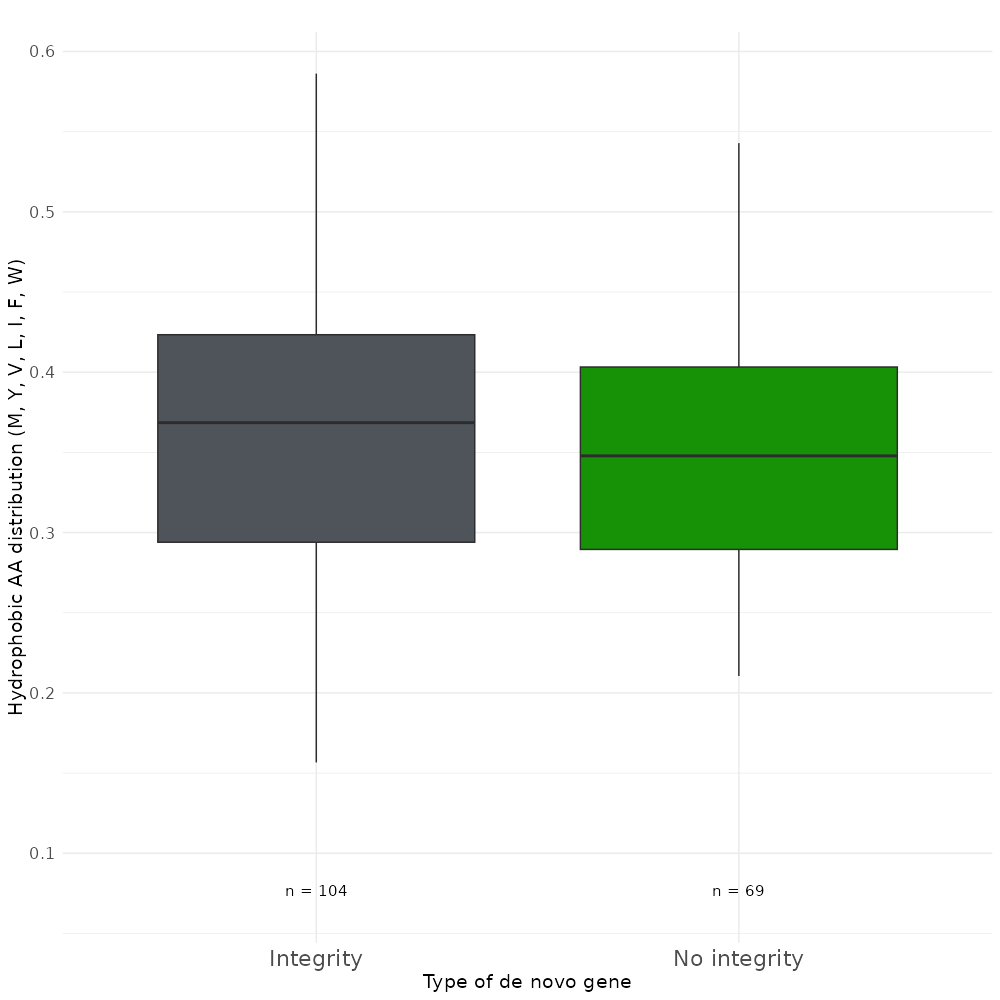 Hydrophobic AA distribution (M, Y, V, L, I, F, W)
0.6
0.5
0.4
0.3
0.2
0.1
n = 104
n = 69
Integrity
No integrity
Type of de novo gene